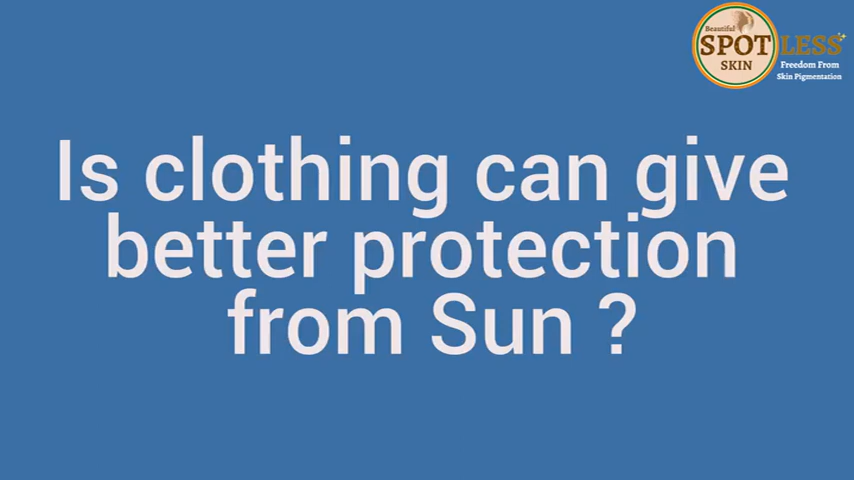 Beautiful
SPOTLESS
SKIN
Freedom From
Skin Pigmentation
Is clothing can give
better protection
from Sun ?